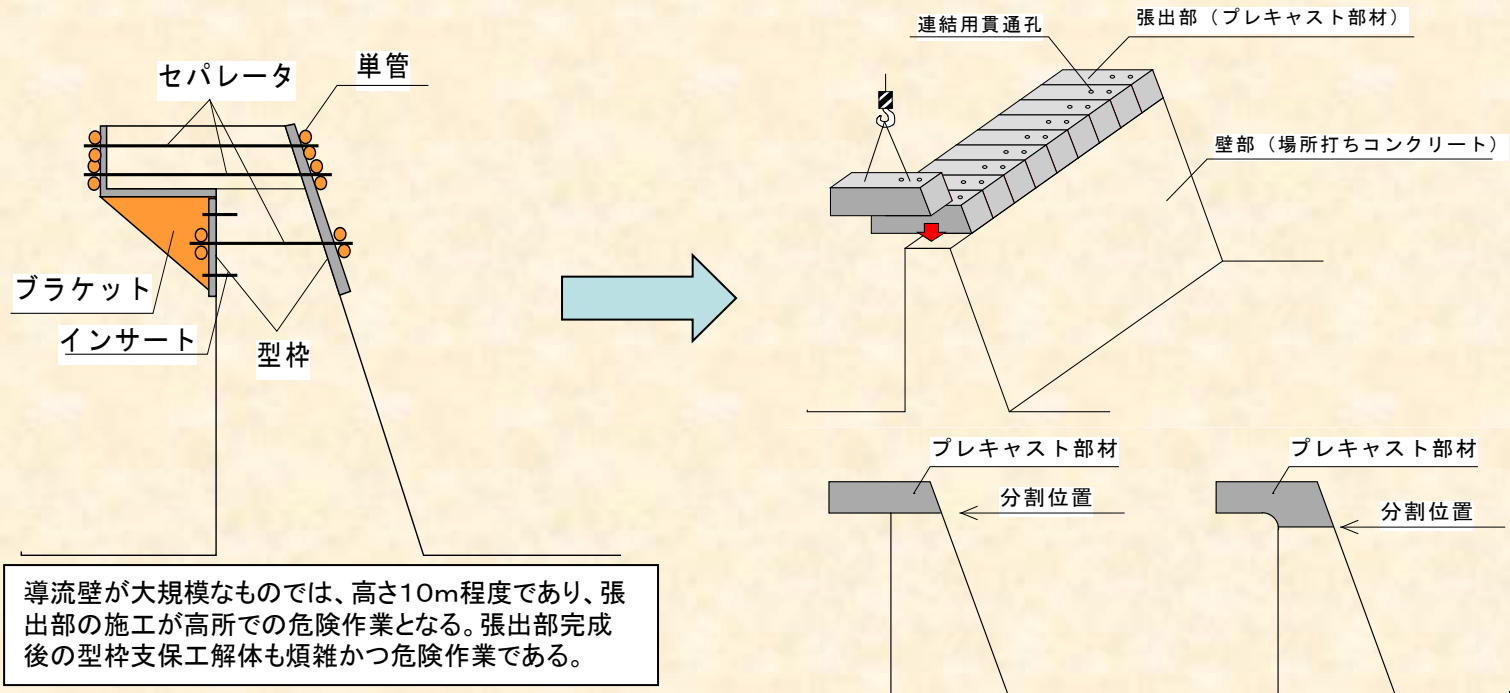 セパレータ
単管
ブラケット
インサート
型枠
導流壁が大規模なものでは、高さ10m程度であり、張
出部の施工が高所での危険作業となる。張出部完成
後の型枠支保工解体も煩雑かつ危険作業である。
連結用貫通孔
張出部（プレキャスト部材）
壁部（場所打ちコンクリート）
プレキャスト部材
分割位置
プレキャスト部材
分割位置